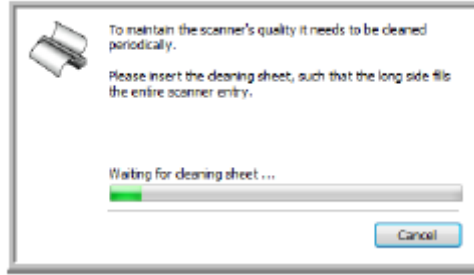 To maintain the scanner's quality it needs to be cleaned
periodically.
Please insert the cleaning sheet, such that the long side fills
the entire scanner entry.
Waiting for cleaning sheet ...
Cancel